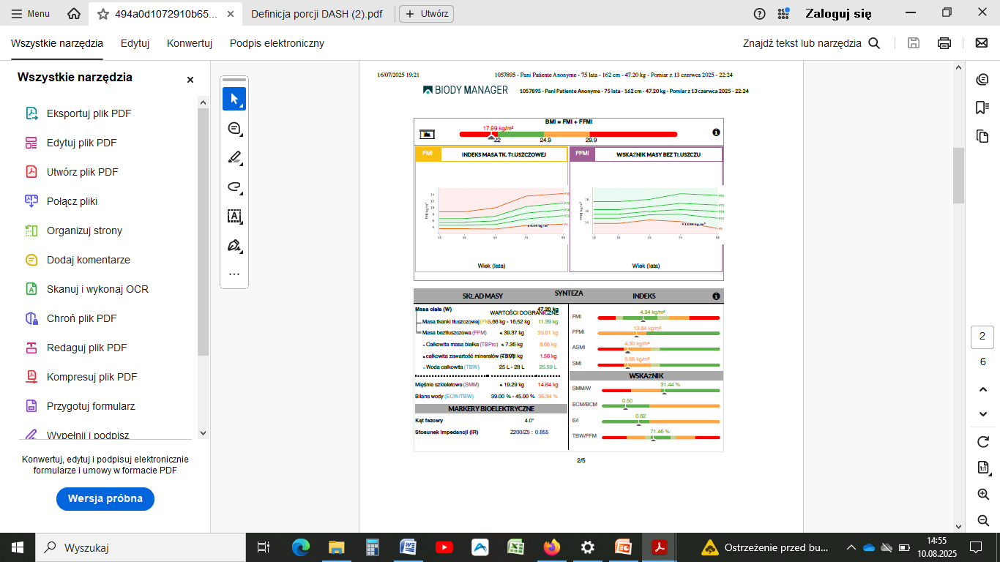 Menu
494a0d1072910b65...
Definicja porcji DASH (2).pdf
Utwórz
Zaloguj się
Wszystkie narzędzia
Edytuj
Konwertuj
Podpis elektroniczny
Znajdź tekst lub narzędzia
Wszystkie narzędzia
Eksportuj plik PDF
Edytuj plik PDF
Utwórz plik PDF
Połącz pliki
Organizuj strony
Dodaj komentarze
Skanuj i wykonaj OCR
Chroń plik PDF
Redaguj plik PDF
Kompresuj plik PDF
Przygotuj formularz
Wypełnij i podpisz
Konwertuj, edytuj i podpisuj elektronicznie
formularze i umowy w formacie PDF
Wersja próbna
16/07/2025 19:21
1057895 - Pani Patiente Anonyme - 75 lata - 162 cm - 47.20 kg - Pomiar z 13 czerwca 2025 - 22:24
BIODY MANAGER
1057895 - Pani Patiente Anonyme - 75 lata - 162 cm - 47.20 kg - Pomiar z 13 czerwca 2025 - 22:24
BMI = FMI + FFMI
17.99 kg/m²
22 24.9 29.9
FMI INDEKS MASA TK. TŁUSZCZOWEJ
4.34 kg/m²
Wiek (lata)
FFMI WSKAŹNIK MASY BEZ TŁUSZCZU
13.64 kg/m²
Wiek (lata)
SYNTEZA
SKŁAD MASY
INDEKS
Masa ciała (W) 47.20 kg
WARTOŚCI DOGRANICZNE
Masa tkanki tłuszczowej 5.66 kg - 16.52 kg 11.39 kg
Masa beztłuszczowa (FFM) 39.37 kg 35.81 kg
Całkowita masa białka (TBPro) 7.36 kg 8.66 kg
całkowita zawartość minerałów 1.56 kg
Woda całkowita (TBW) 25 L - 28 L 25.59 L
Mięśnie szkieletowe (SMM) 19.29 kg 14.84 kg
Bilans wody (ECW/TBW) 39.00 % - 45.00 % 38.34 %
MARKERY BIOELEKTRYCZNE
Kąt fazowy 4.0°
Stosunek impedancji (IR) Z200/Z5 : 0.855
FMI 4.34 kg/m²
FFMI 13.64 kg/m²
ASMI 4.30 kg/m²
SMI 5.65 kg/m²
WSKAŹNIK
SMM/W 31.44 %
ECM/BCM 0.50
E/I 0.62
TBW/FFM 71.46 %
2/5
2
6
Wyszukaj
Ostrzeżenie przed bu...
14:55
10.08.2025